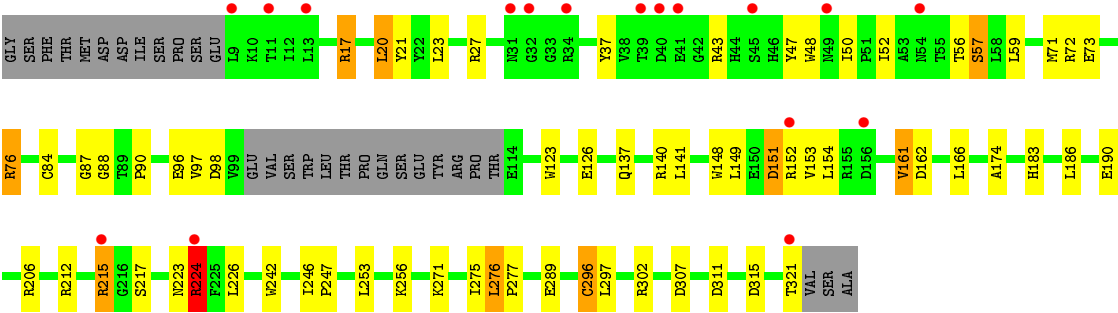 GLY SER PHE THR MET ASP ASP ILE SER PRO SER GLU L9 K10 T11 I12 L13 R17 L20 Y21 Y22 L23 R27 N31 G32 G33 R34 Y37 V38 T39 D40 E41 G42 R43 H44 S45 H46 Y47 W48 N49 I50 P51 I52 A53 N54 T55 T56 S57 L58 L59 M71 R72 E73
R76 C84 G87 G88 T89 P90 E96 V97 D98 V99 GLU VAL SER TRP LEU THR PRO GLN SER GLU TYR ARG PRO THR E114 W123 E126 Q137 R140 L141 W148 L149 E150 D151 R152 V153 L154 R155 D156 V161 D162 L166 A174 H183 L186 E190
R206 R212 R215 G216 S217 N223 R224 F225 L226 W242 I246 P247 L253 K256 K271 I275 L276 P277 E289 C296 L297 R302 D307 D311 D315 T321 VAL SER ALA